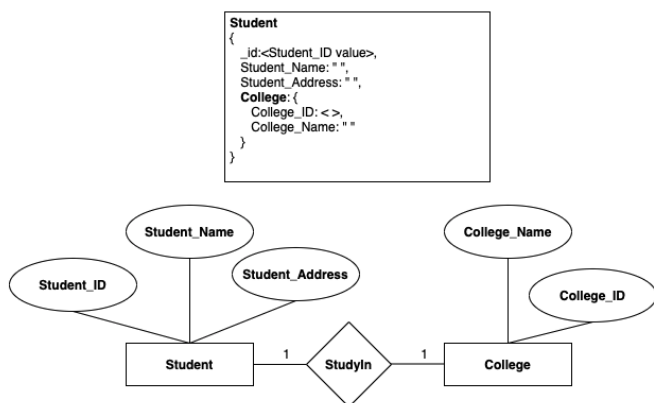 Student
{
_id:<Student_ID value>,
Student_Name: " ",
Student_Address: " ",
College: {
College_ID: < >,
College_Name: " "
}
}
Student_Name
College_Name
Student_ID
Student_Address
College_ID
Student
1
StudyIn
1
College